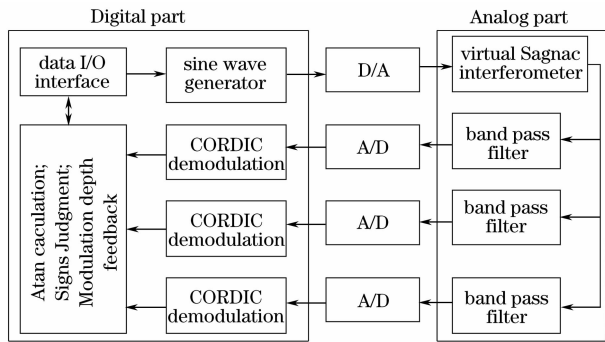 Digital part
Analog part
data I/O
interface
sine wave
generator
D/A
virtual Sagnac
interferometer
CORDIC
demodulation
A/D
band pass
filter
CORDIC
demodulation
A/D
band pass
filter
CORDIC
demodulation
A/D
band pass
filter
Atan caculation;
Signs Judgment;
Modulation depth
feedback